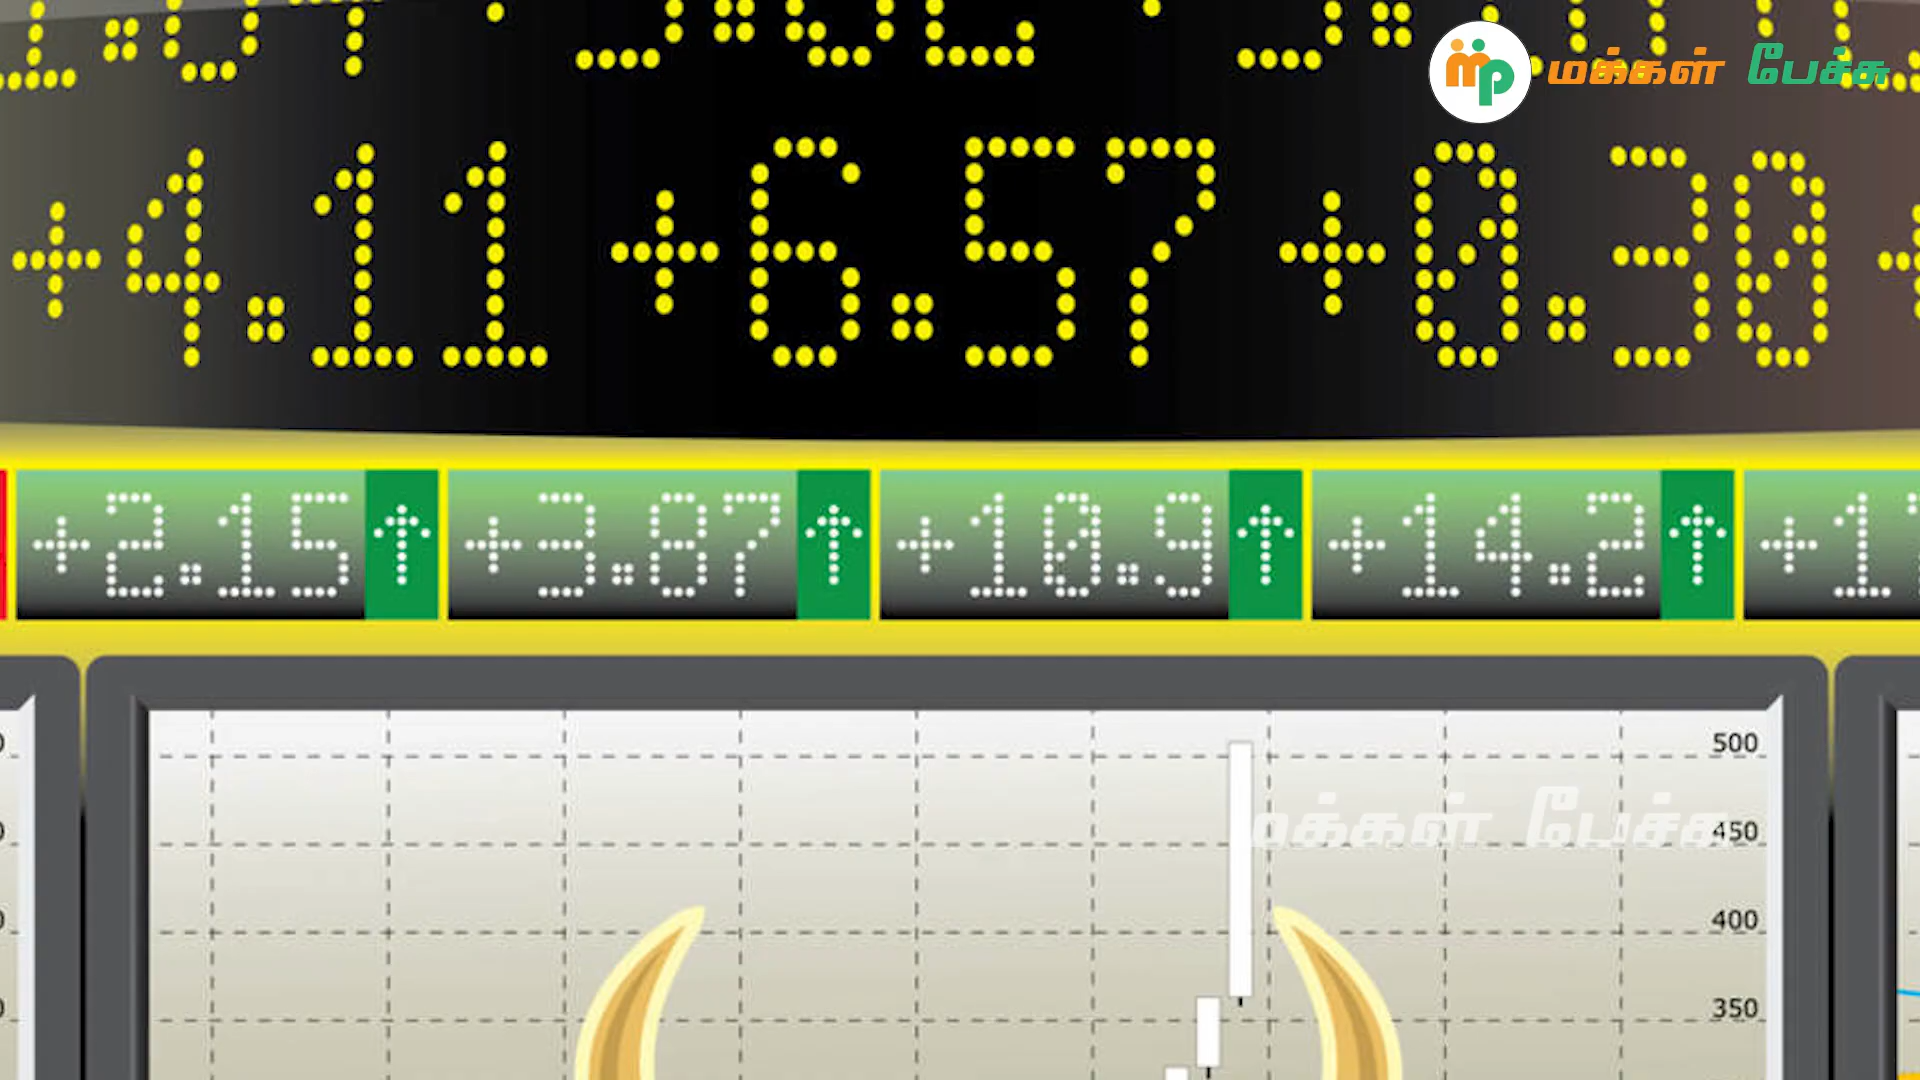 மக்கள் பேச்சு
+4.11 +6.57 +0.30
+2.15 ↑ +3.87 ↑ +10.9 ↑ +14.2 ↑
500
மக்கள் பேச்சு
450
400
350